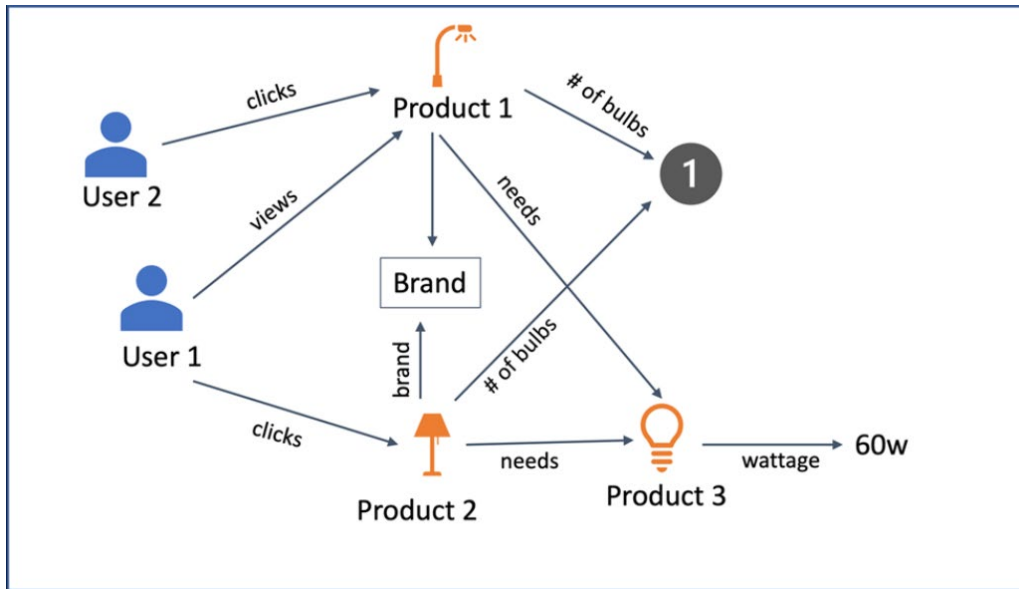 clicks
Product 1
# of bulbs
1
User 2
views
needs
Brand
User 1
brand
# of bulbs
clicks
needs
wattage
60w
Product 2
Product 3